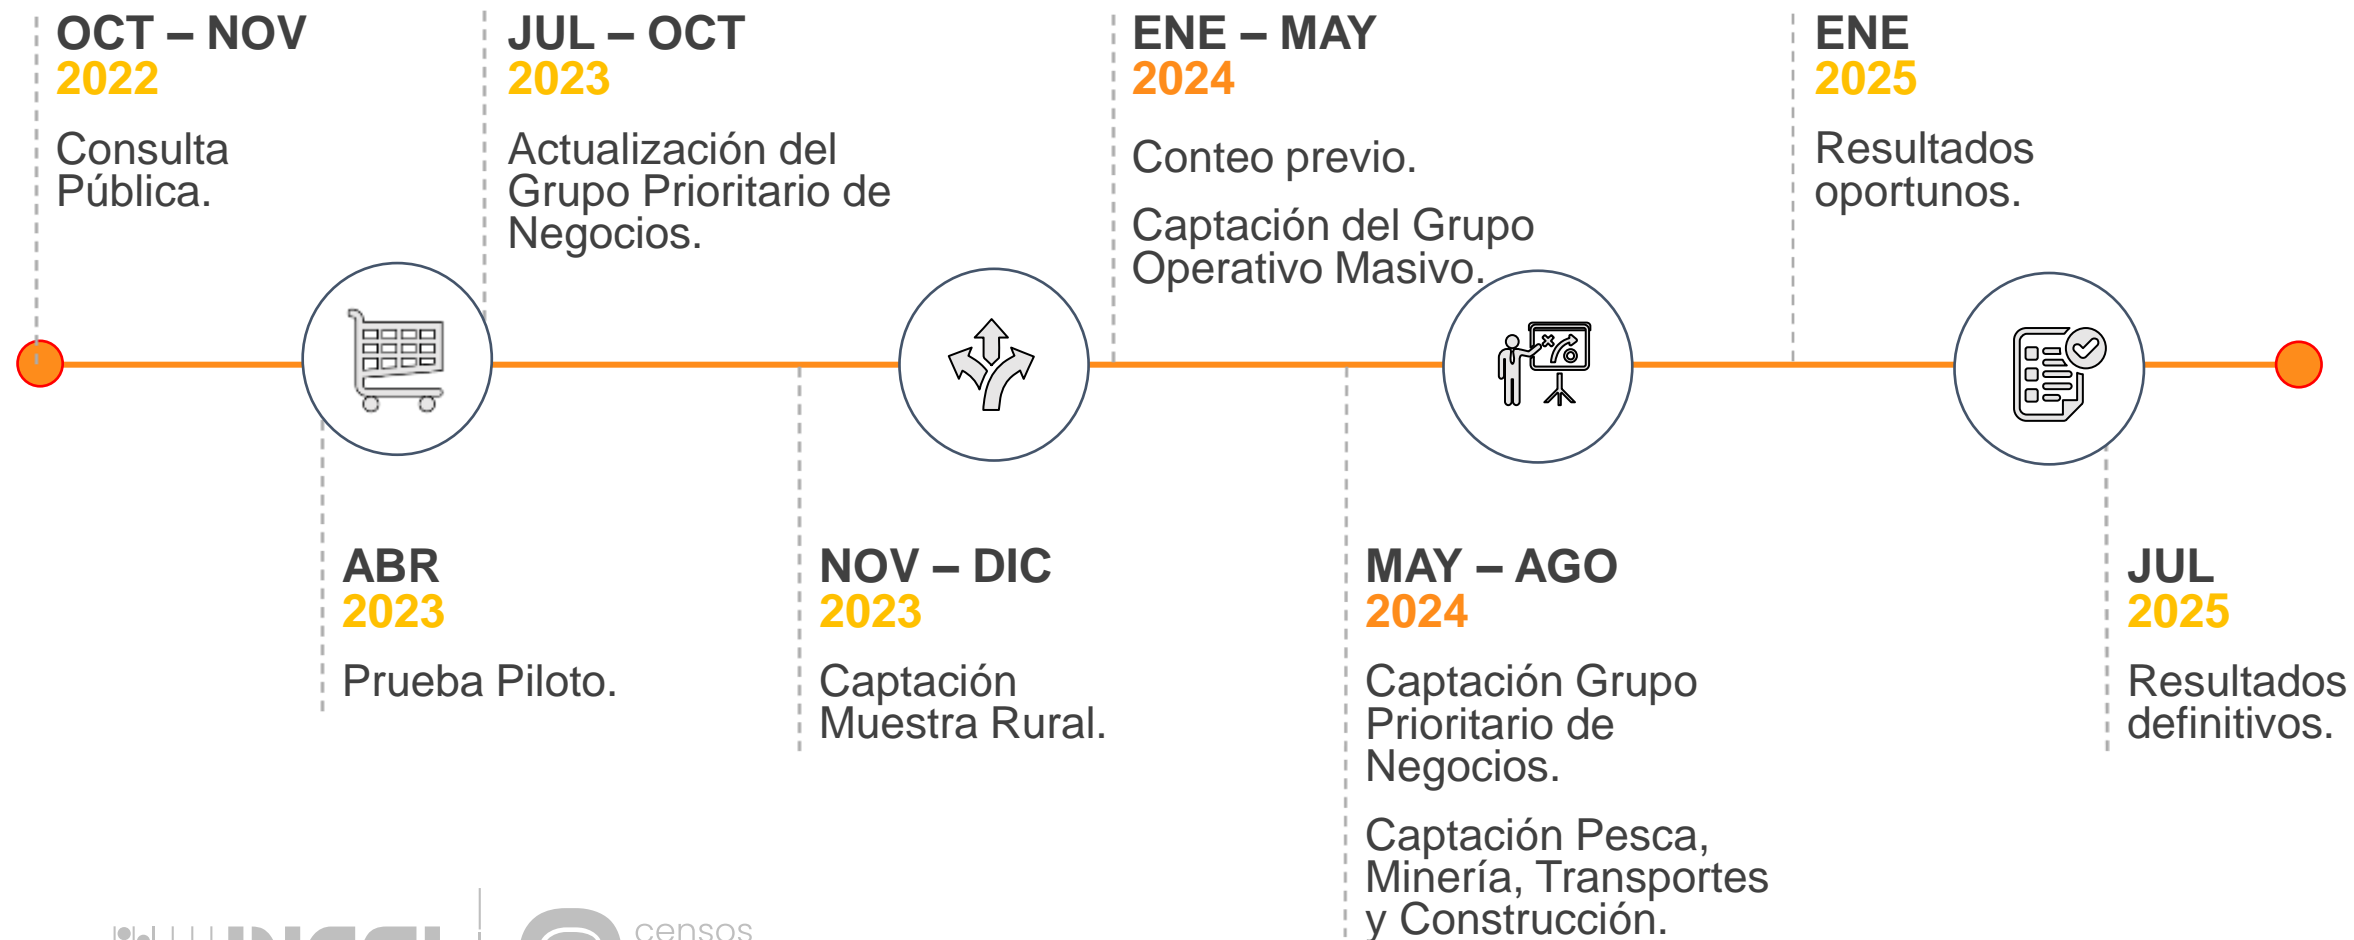 OCT – NOV
2022
Consulta
Pública.
JUL – OCT
2023
Actualización del
Grupo Prioritario de
Negocios.
ENE – MAY
2024
Conteo previo.
Captación del Grupo
Operativo Masivo.
ENE
2025
Resultados
oportunos.
ABR
2023
Prueba Piloto.
NOV – DIC
2023
Captación
Muestra Rural.
MAY – AGO
2024
Captación Grupo
Prioritario de
Negocios.
Captación Pesca,
Minería, Transportes
y Construcción.
JUL
2025
Resultados
definitivos.
censos